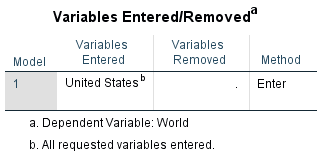 Variables Entered/Removedᵃ
Model Variables Entered Variables Removed Method
1 United Statesᵇ . Enter
a. Dependent Variable: World
b. All requested variables entered.